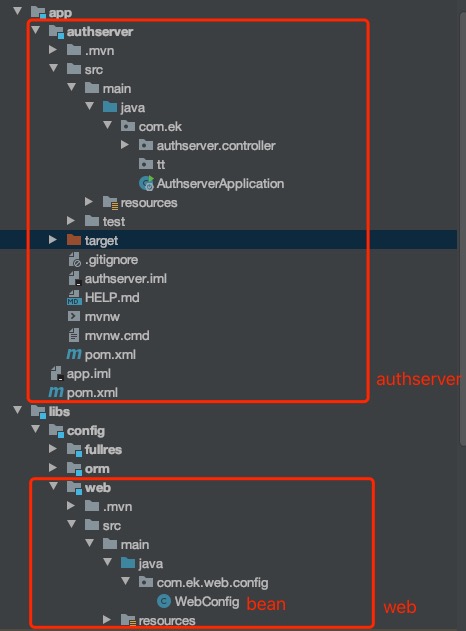 app
authserver
.mvn
src
main
java
com.ek
authserver.controller
tt
AuthserverApplication
resources
test
target
.gitignore
authserver.iml
HELP.md
mvnw
mvnw.cmd
pom.xml
app.iml
authserver
pom.xml
libs
config
fullres
orm
web
.mvn
src
main
java
com.ek.web.config
WebConfig bean
web
resources